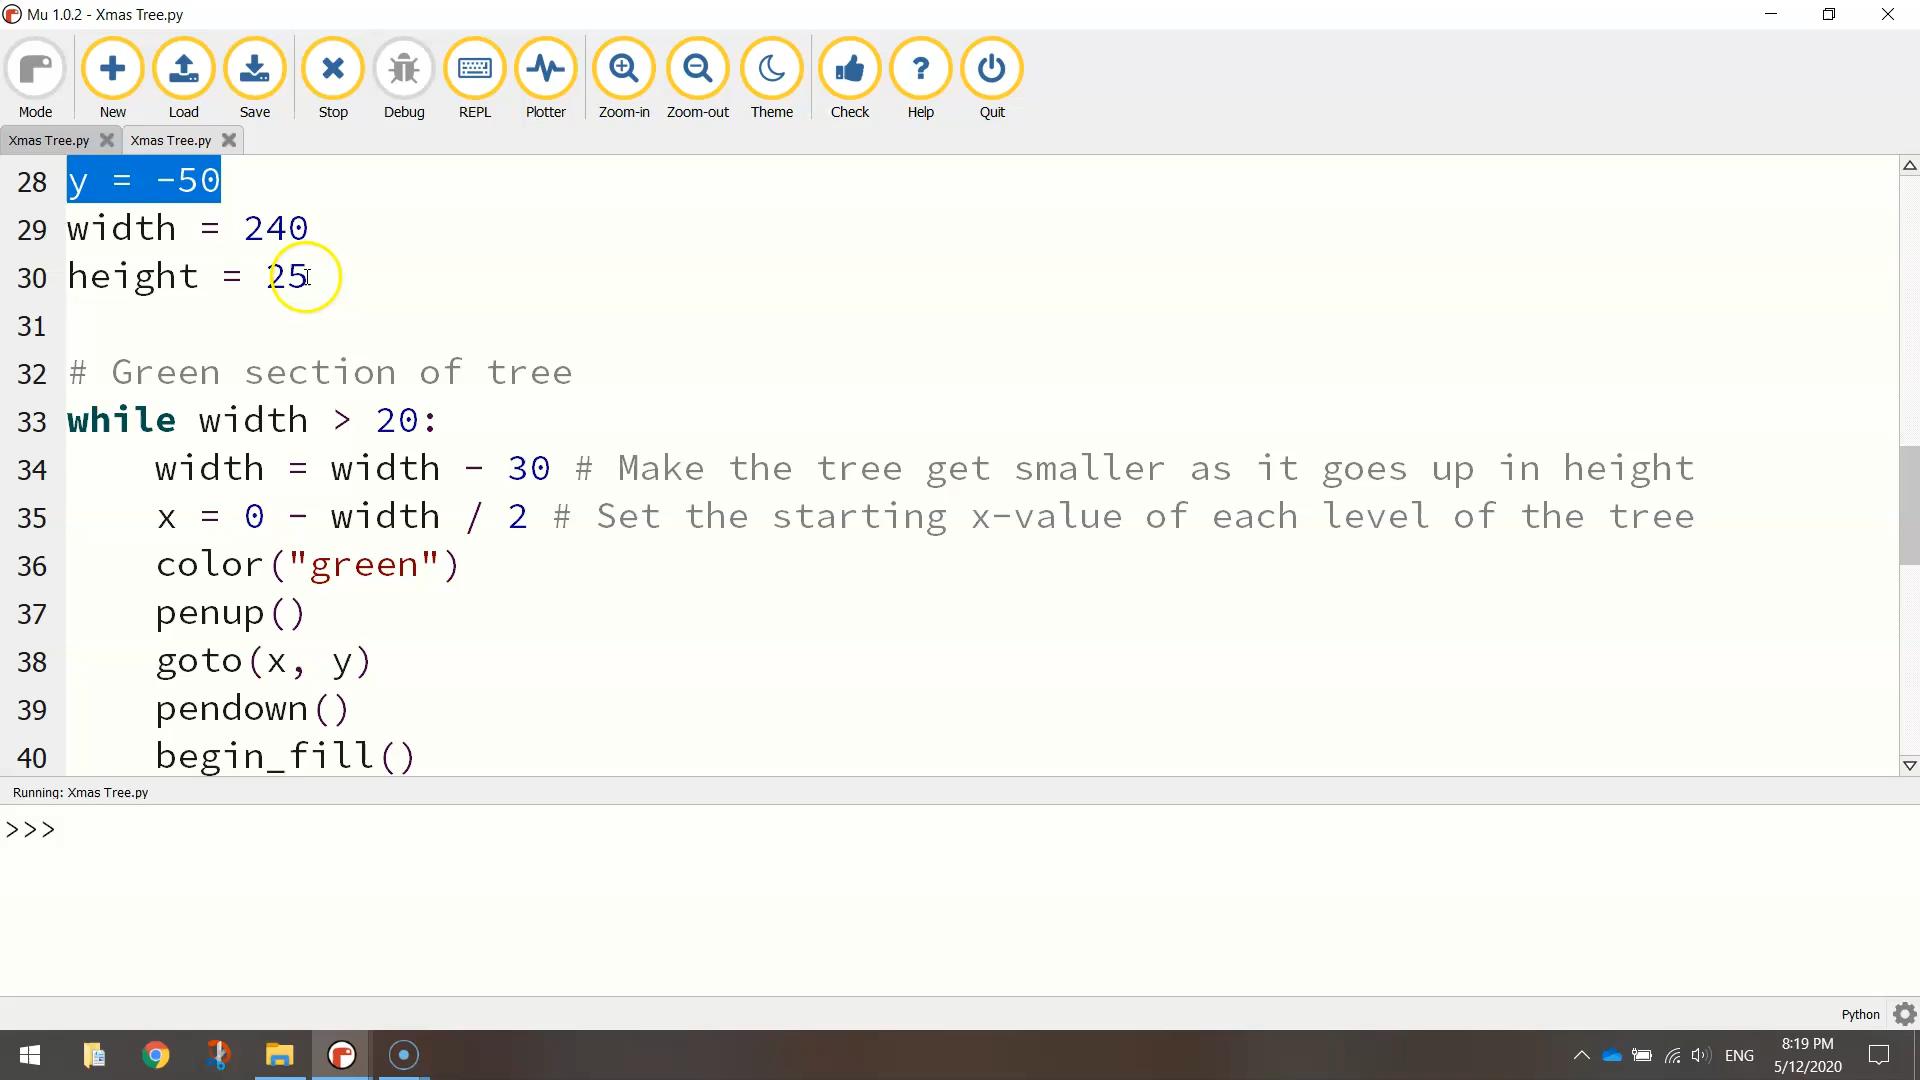 Mu 1.0.2 - Xmas Tree.py
Mode New Load Save Stop Debug REPL Plotter Zoom-in Zoom-out Theme Check Help Quit
Xmas Tree.py Xmas Tree.py
28 y = -50
29 width = 240
30 height = 25
31
32 # Green section of tree
33 while width > 20:
34 width = width - 30 # Make the tree get smaller as it goes up in height
35 x = 0 - width / 2 # Set the starting x-value of each level of the tree
36 color("green")
37 penup()
38 goto(x, y)
39 pendown()
40 begin_fill()
Running: Xmas Tree.py
>>>
Python
ENG
8:19 PM
5/12/2020